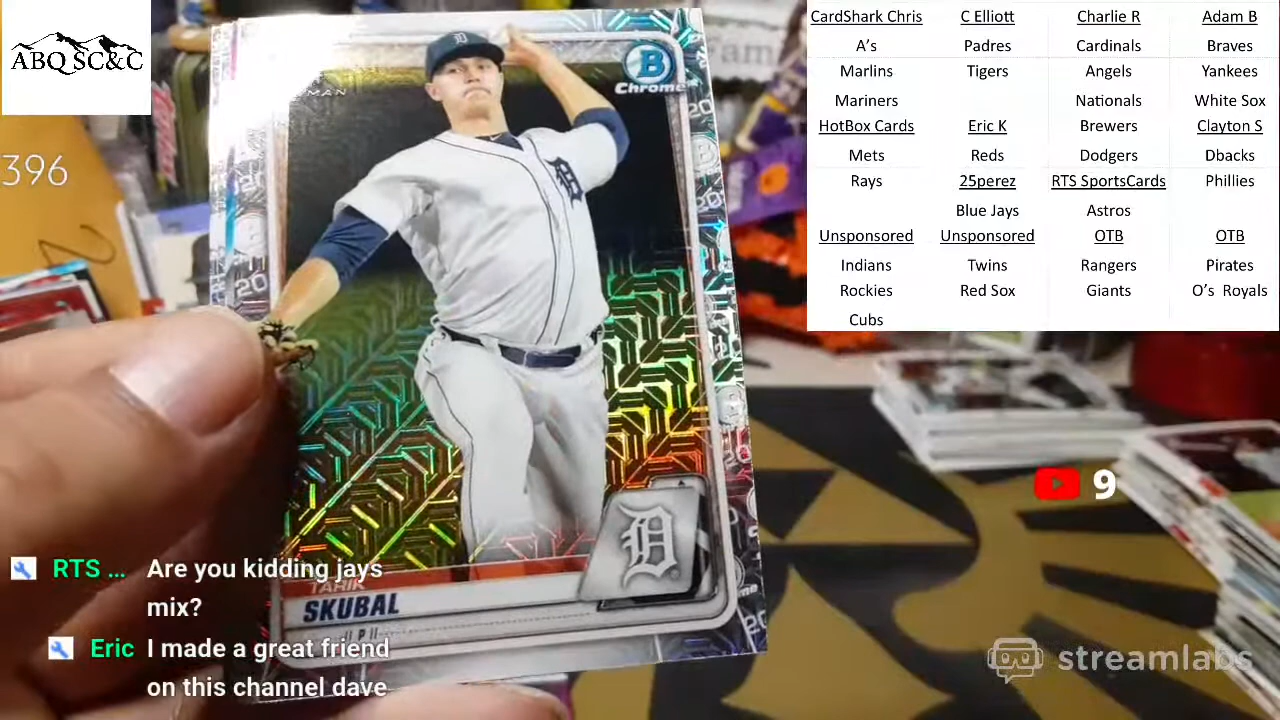 ABQ SC&C
396
CardShark Chris C Elliott Charlie R Adam B
A's Padres Cardinals Braves
Marlins Tigers Angels Yankees
Mariners Nationals White Sox
HotBox Cards Eric K Brewers Clayton S
Mets Reds Dodgers Dbacks
Rays 25perez RTS SportsCards Phillies
Blue Jays Astros
Unsponsored Unsponsored OTB OTB
Indians Twins Rangers Pirates
Rockies Red Sox Giants O's Royals
Cubs
B
Chrome
D
TARIK
SKUBAL
9
RTS ... Are you kidding jays
mix?
Eric I made a great friend
on this channel dave
streamlabs